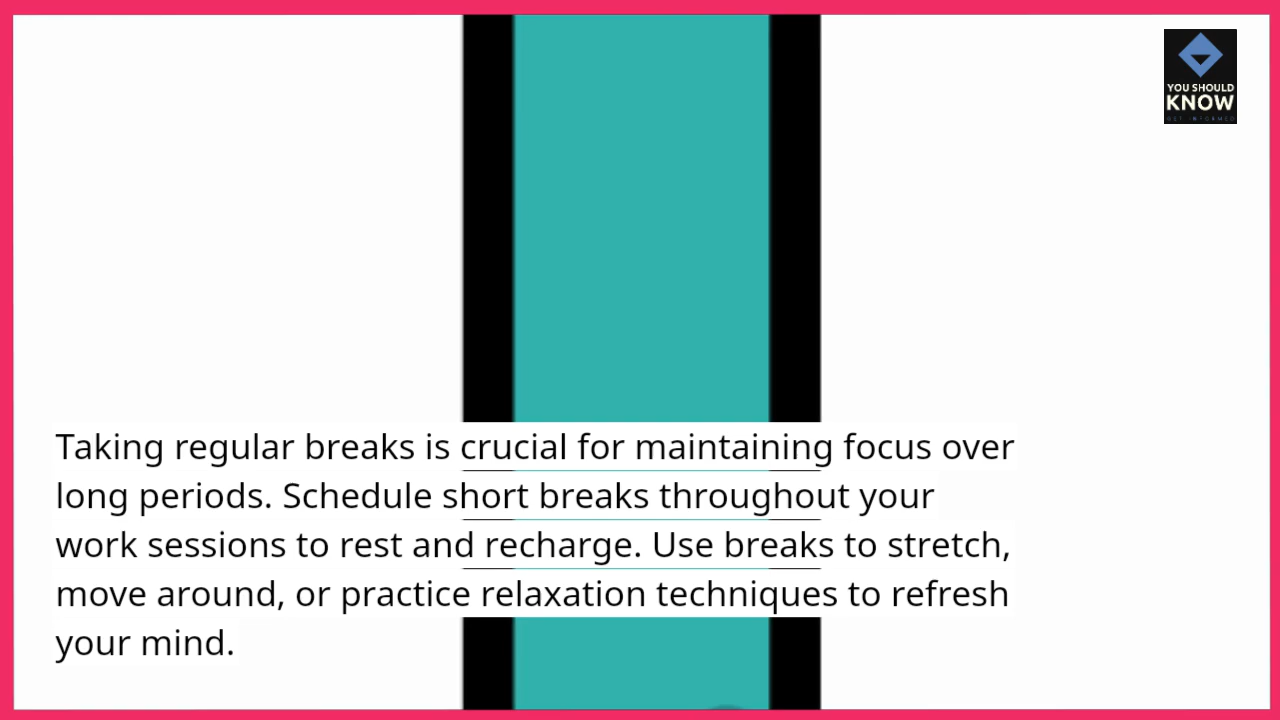 YOU SHOULD
KNOW
GET INFORMED
Taking regular breaks is crucial for maintaining focus over
long periods. Schedule short breaks throughout your
work sessions to rest and recharge. Use breaks to stretch,
move around, or practice relaxation techniques to refresh
your mind.